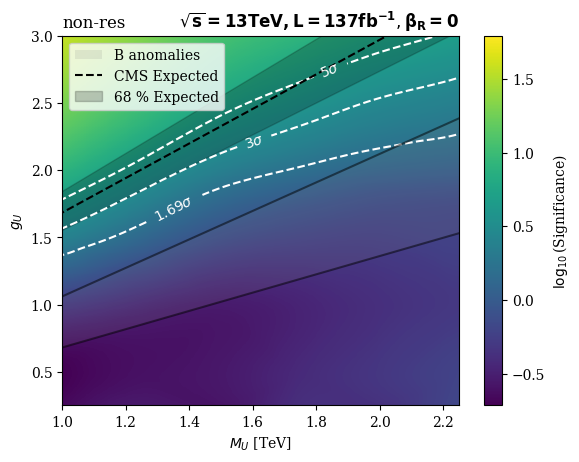 non-res
√s = 13TeV, L = 137fb⁻¹, β_R = 0
B anomalies
CMS Expected
68 % Expected
5σ
3σ
1.69σ
3.0
2.5
2.0
1.5
1.0
0.5
g_U
1.0 1.2 1.4 1.6 1.8 2.0 2.2
M_U [TeV]
1.5
1.0
0.5
0.0
−0.5
log₁₀(Significance)